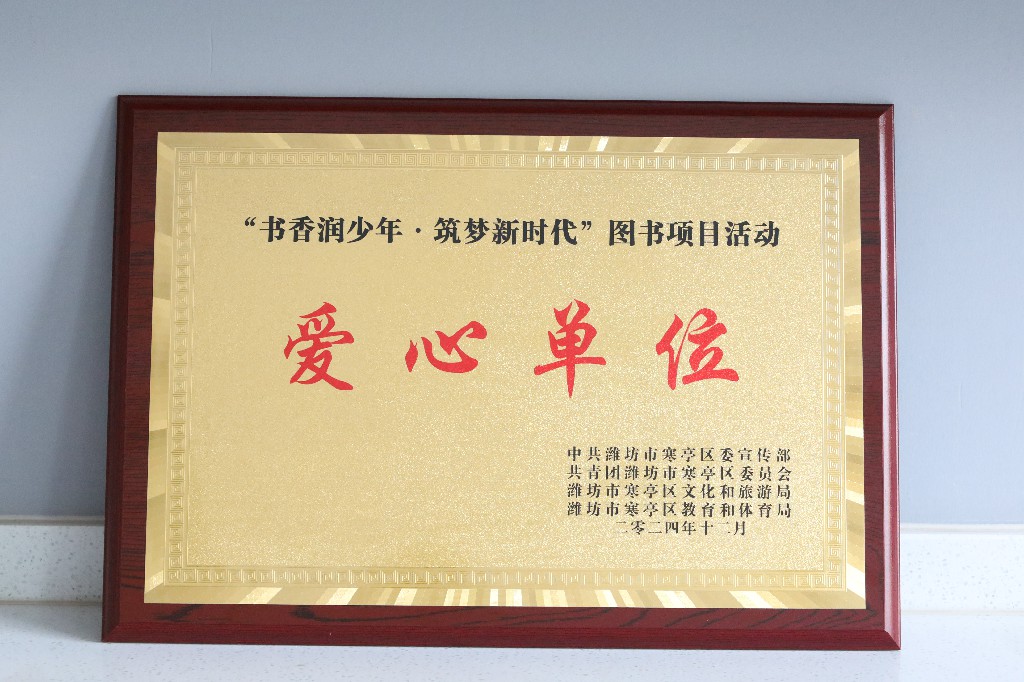 “书香润少年·筑梦新时代”图书项目活动
爱心单位
中共潍坊市寒亭区委宣传部
共青团潍坊市寒亭区委员会
潍坊市寒亭区文化和旅游局
潍坊市寒亭区教育和体育局
二零二四年十二月